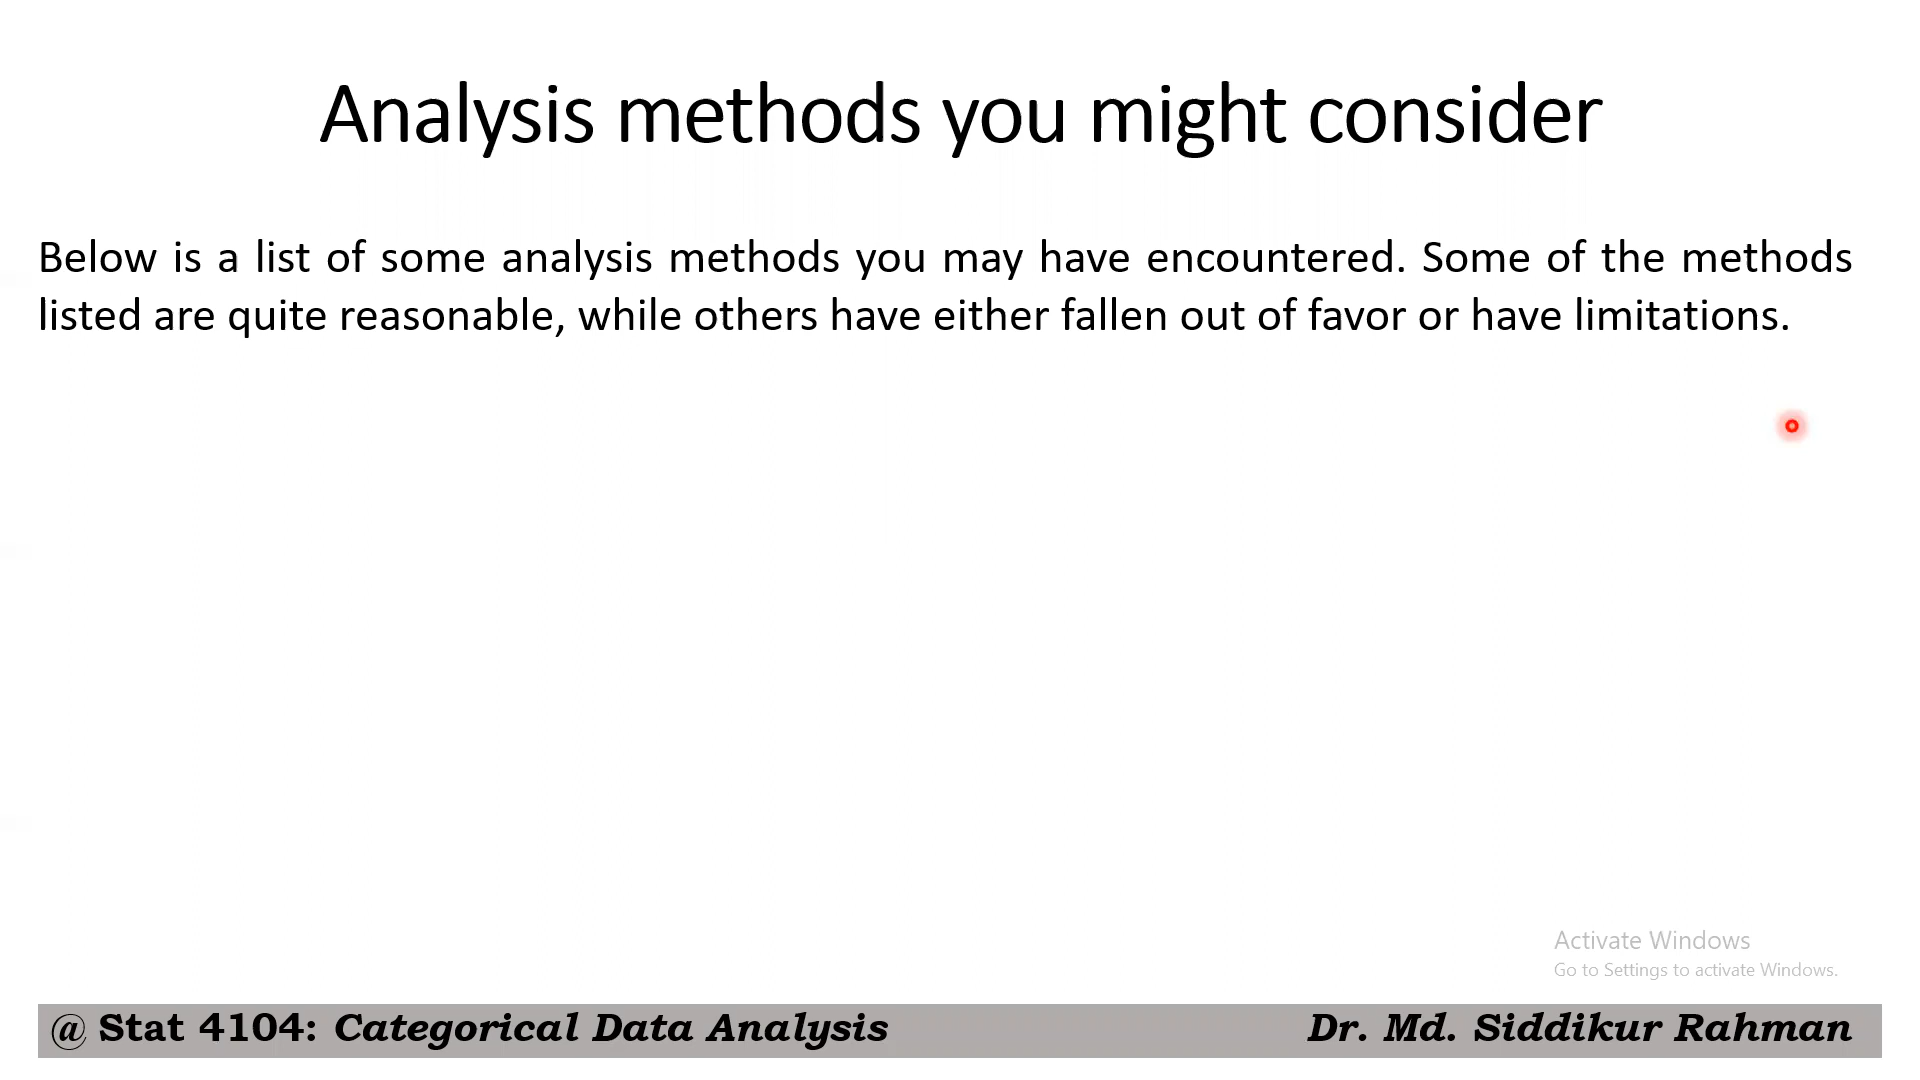 Analysis methods you might consider
Below is a list of some analysis methods you may have encountered. Some of the methods
listed are quite reasonable, while others have either fallen out of favor or have limitations.
Activate Windows
Go to Settings to activate Windows.
@ Stat 4104: Categorical Data Analysis Dr. Md. Siddikur Rahman